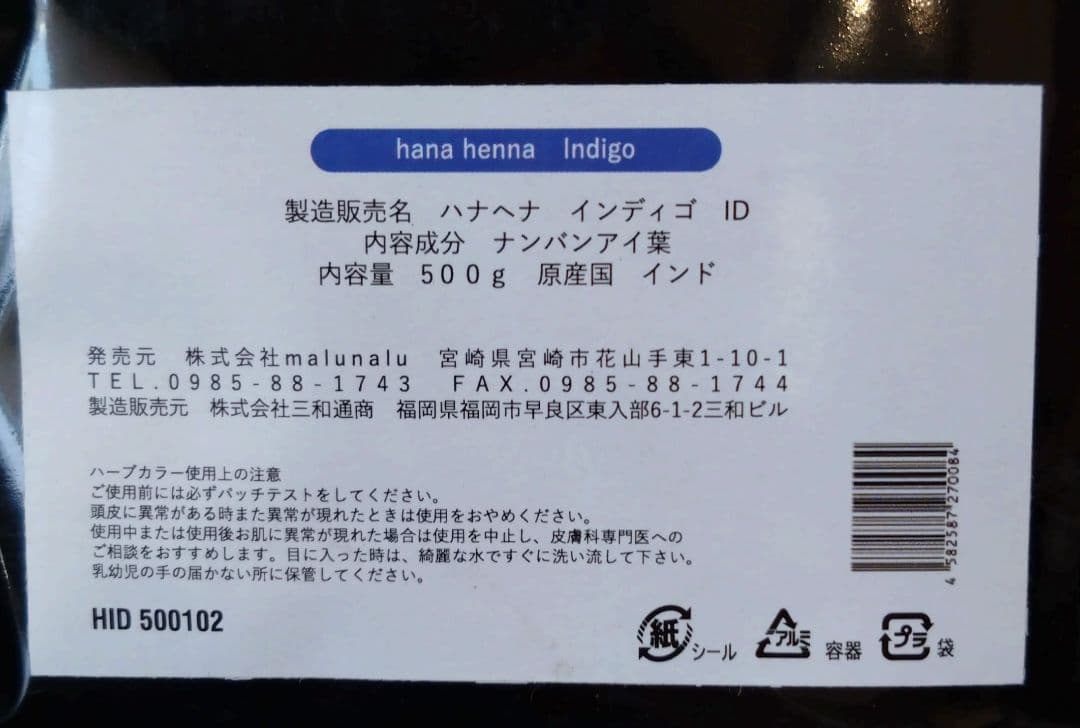 hana henna Indigo
製造販売名 ハナヘナ インディゴ ID
内容成分 ナンバンアイ葉
内容量 500g 原産国 インド
発売元 株式会社malunalu 宮崎県宮崎市花山手東1-10-1
TEL.0985-88-1743 FAX.0985-88-1744
製造販売元 株式会社三和通商 福岡県福岡市早良区東入部6-1-2三和ビル
ハーブカラー使用上の注意
ご使用前には必ずパッチテストをしてください。
頭皮に異常がある時また異常が現れたときは使用をおやめください。
使用中または使用後お肌に異常が現れた場合は使用を中止し、皮膚科専門医への
ご相談をおすすめします。目に入った時は、綺麗な水ですぐに洗い流して下さい。
乳幼児の手の届かない所に保管してください。
HID 500102
4 582587 270084
紙 シール アルミ 容器 プラ 袋